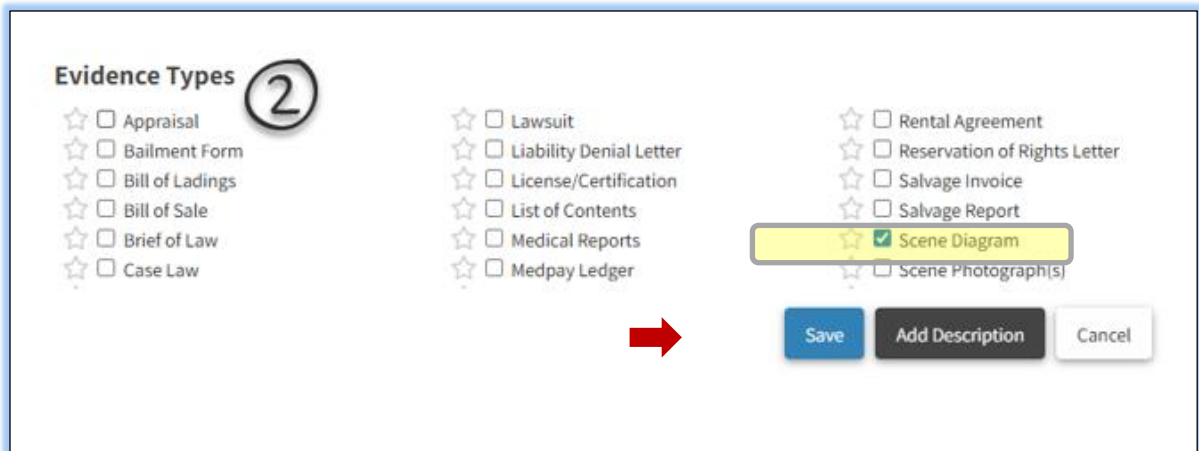 Evidence Types
2
Appraisal
Bailment Form
Bill of Ladings
Bill of Sale
Brief of Law
Case Law
Lawsuit
Liability Denial Letter
License/Certification
List of Contents
Medical Reports
Medpay Ledger
Rental Agreement
Reservation of Rights Letter
Salvage Invoice
Salvage Report
Scene Diagram
Scene Photograph(s)
Save
Add Description
Cancel